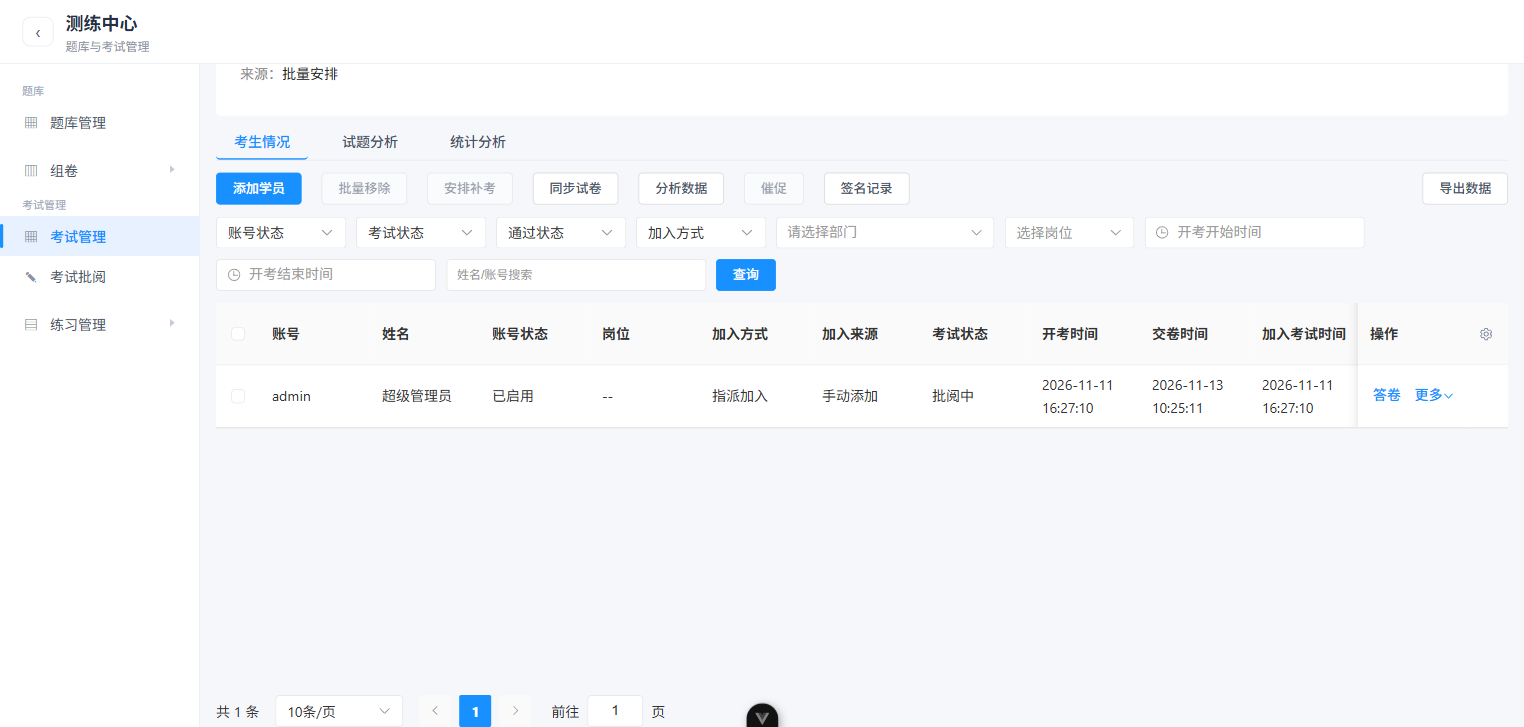 ‹
测练中心
题库与考试管理
题库
题库管理
组卷
考试管理
考试管理
考试批阅
练习管理
来源：批量安排
考生情况 试题分析 统计分析
添加学员 批量移除 安排补考 同步试卷 分析数据 催促 签名记录 导出数据
账号状态 考试状态 通过状态 加入方式 请选择部门 选择岗位 开考开始时间
开考结束时间 姓名/账号搜索 查询
账号 姓名 账号状态 岗位 加入方式 加入来源 考试状态 开考时间 交卷时间 加入考试时间 操作
admin 超级管理员 已启用 -- 指派加入 手动添加 批阅中 2026-11-11 16:27:10 2026-11-13 10:25:11 2026-11-11 16:27:10 答卷 更多
共 1 条 10条/页 1 前往 1 页